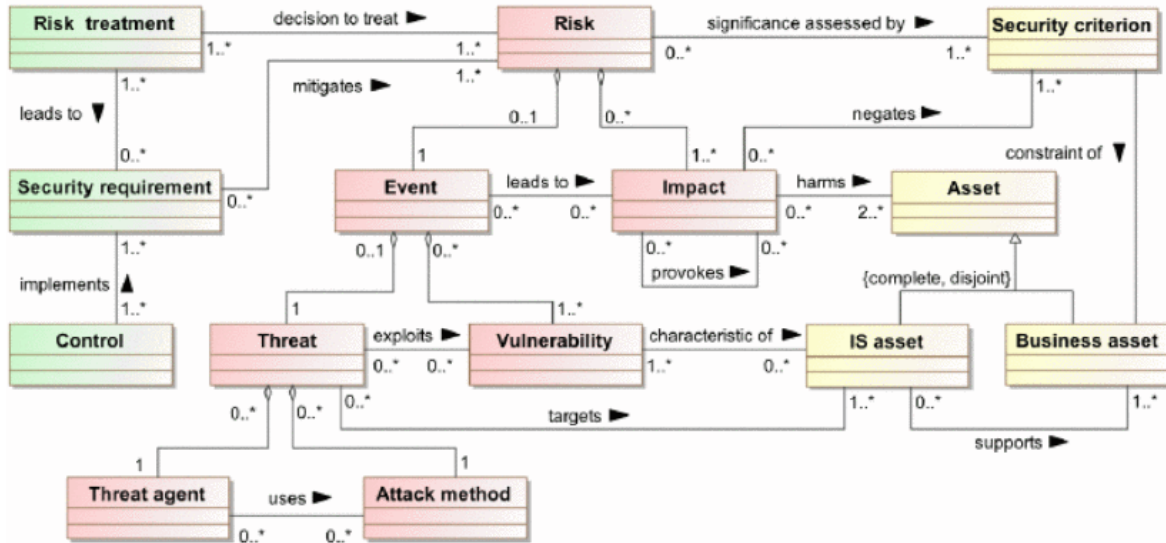 Risk treatment
decision to treat ►
1..*
1..*
Risk
significance assessed by ►
0..*
1..*
Security criterion
1..*
mitigates ►
1..*
1..*
leads to ▼
0..1
0..*
negates ►
0..*
1
1..*
0..*
constraint of ▼
Security requirement
0..*
Event
leads to ►
0..*
0..*
Impact
harms ►
0..*
2..*
Asset
1..*
0..1
0..*
0..*
0..*
implements ▲
provokes ►
{complete, disjoint}
1..*
1
1..*
Control
Threat
exploits ►
0..*
0..*
Vulnerability
characteristic of ►
1..*
0..*
IS asset
Business asset
0..*
0..*
0..*
targets ►
1..*
0..*
1..*
supports ►
1
1
Threat agent
uses ►
0..*
0..*
Attack method